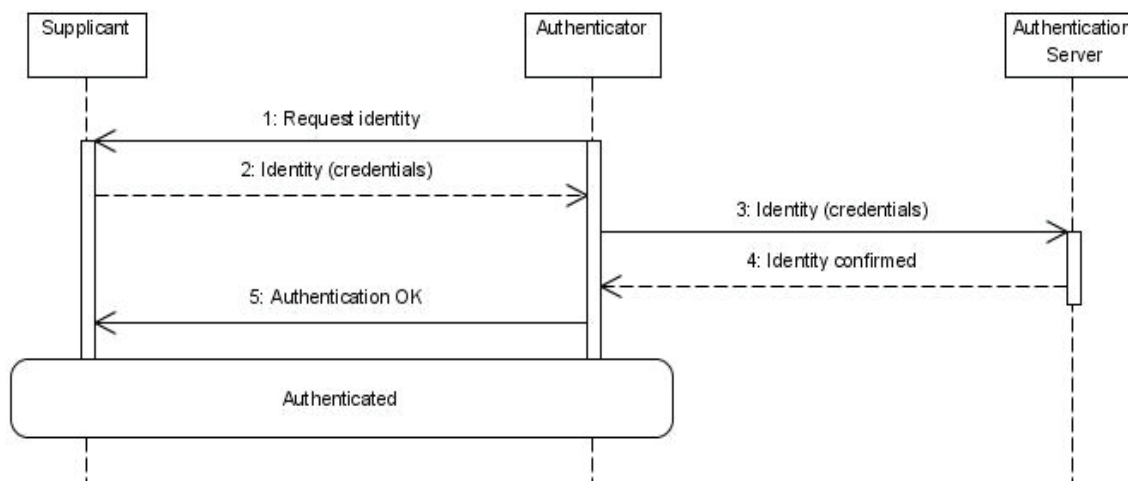 Supplicant
Authenticator
Authentication
Server
1: Request identity
2: Identity (credentials)
3: Identity (credentials)
4: Identity confirmed
5: Authentication OK
Authenticated